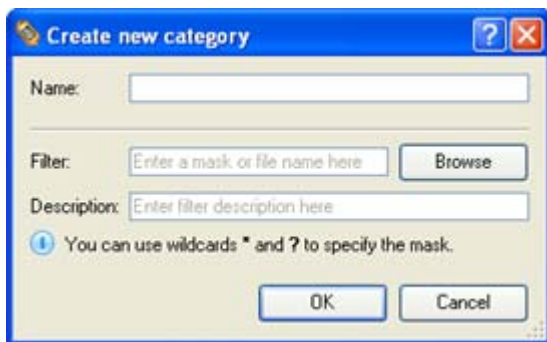 Create new category
Name:
Filter: Enter a mask or file name here Browse
Description: Enter filter description here
You can use wildcards * and ? to specify the mask.
OK Cancel